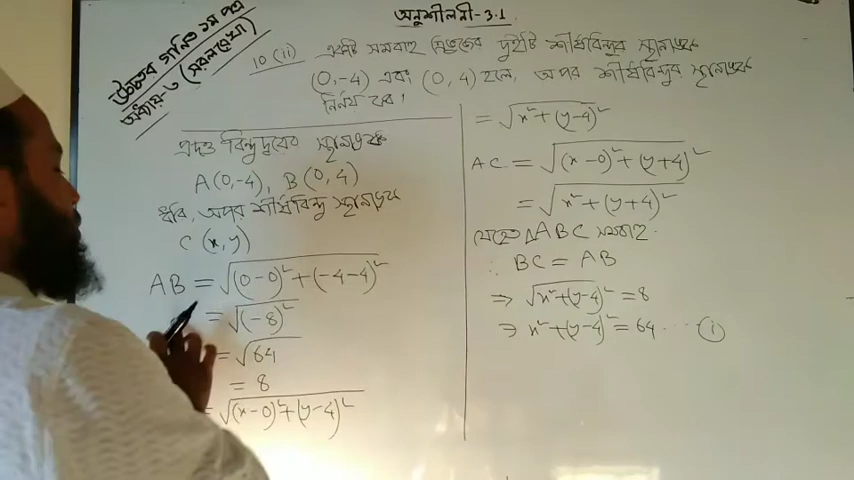 অনুশীলনী-3.1
উচ্চতর গণিত ১ম পত্র
অধ্যায়-৩ (সরলরেখা)
10 (ii) একটি সমবাহু ত্রিভুজের দুইটি শীর্ষবিন্দুর স্থানাঙ্ক
(0,-4) এবং (0, 4) হলে, অপর শীর্ষবিন্দুর স্থানাঙ্ক
নির্ণয় কর।
প্রদত্ত বিন্দুদ্বয়ের স্থানাঙ্ক
A(0,-4), B(0, 4)
ধরি, অপর শীর্ষবিন্দু স্থানাঙ্ক
C (x, y)
AB = √(0-0)² + (-4-4)²
= √(-8)²
= √64
= 8
= √(x-0)² + (y-4)²
= √x² + (y-4)²
AC = √(x-0)² + (y+4)²
= √x² + (y+4)²
যেহেতু ΔABC সমবাহু
∴ BC = AB
⇒ √x² + (y-4)² = 8
⇒ x² + (y-4)² = 64 ..... (i)